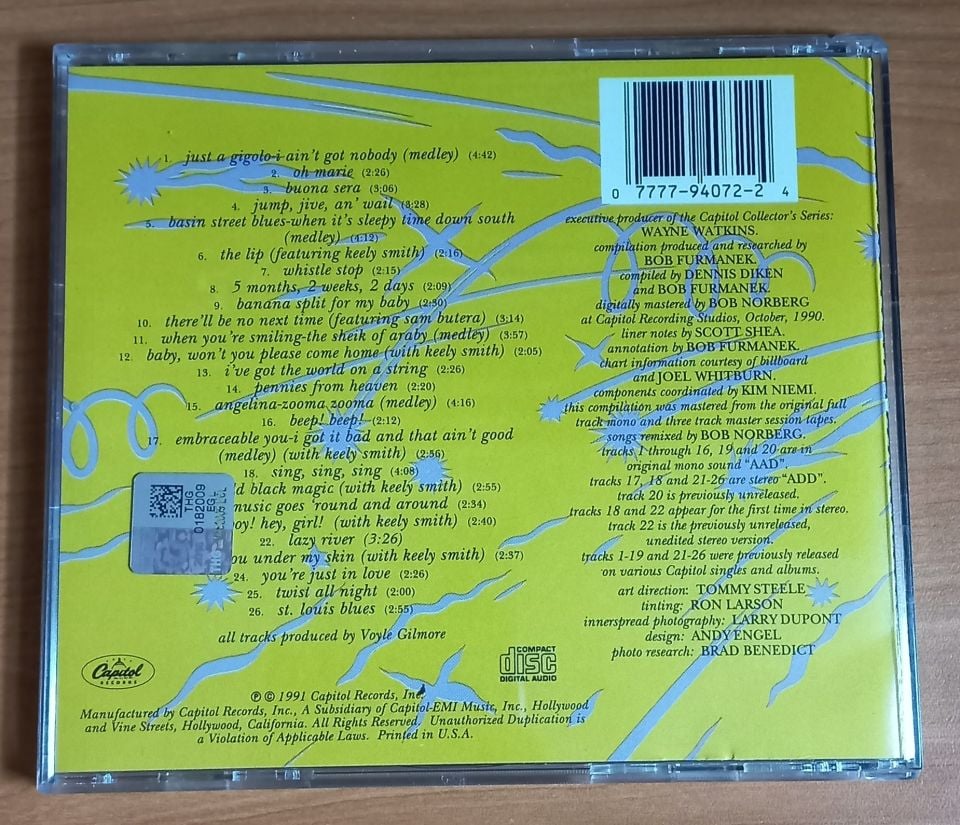 1. just a gigolo-i ain't got nobody (medley) (4:42)
2. oh marie (2:26)
3. buona sera (3:06)
4. jump, jive, an' wail (3:28)
5. basin street blues-when it's sleepy time down south
(medley) (4:12)
6. the lip (featuring keely smith) (2:16)
7. whistle stop (2:15)
8. 5 months, 2 weeks, 2 days (2:09)
9. banana split for my baby (2:30)
10. there'll be no next time (featuring sam butera) (3:14)
11. when you're smiling-the sheik of araby (medley) (3:57)
12. baby, won't you please come home (with keely smith) (2:05)
13. i've got the world on a string (2:26)
14. pennies from heaven (2:20)
15. angelina-zooma zooma (medley) (4:16)
16. beep! beep! (2:12)
17. embraceable you-i got it bad and that ain't good
(medley) (with keely smith) (2:56)
18. sing, sing, sing (4:08)
d black magic (with keely smith) (2:55)
music goes 'round and around (2:34)
oy! hey, girl! (with keely smith) (2:40)
22. lazy river (3:26)
ou under my skin (with keely smith) (2:37)
24. you're just in love (2:26)
25. twist all night (2:00)
26. st. louis blues (2:55)
all tracks produced by Voyle Gilmore
THG
0182009
EG
Capitol
RECORDS
COMPACT
disc
DIGITAL AUDIO
℗ © 1991 Capitol Records, Inc.
Manufactured by Capitol Records, Inc., A Subsidiary of Capitol-EMI Music, Inc., Hollywood
and Vine Streets, Hollywood, California. All Rights Reserved. Unauthorized Duplication is
a Violation of Applicable Laws. Printed in U.S.A.
0 7777-94072-2 4
executive producer of the Capitol Collector's Series:
WAYNE WATKINS.
compilation produced and researched by
BOB FURMANEK.
compiled by DENNIS DIKEN
and BOB FURMANEK.
digitally mastered by BOB NORBERG
at Capitol Recording Studios, October, 1990.
liner notes by SCOTT SHEA.
annotation by BOB FURMANEK.
chart information courtesy of billboard
and JOEL WHITBURN.
components coordinated by KIM NIEMI.
this compilation was mastered from the original full
track mono and three track master session tapes.
songs remixed by BOB NORBERG.
tracks 1 through 16, 19 and 20 are in
original mono sound "AAD".
tracks 17, 18 and 21-26 are stereo "ADD".
track 20 is previously unreleased.
tracks 18 and 22 appear for the first time in stereo.
track 22 is the previously unreleased,
unedited stereo version.
tracks 1-19 and 21-26 were previously released
on various Capitol singles and albums.
art direction: TOMMY STEELE
tinting: RON LARSON
innerspread photography: LARRY DUPONT
design: ANDY ENGEL
photo research: BRAD BENEDICT